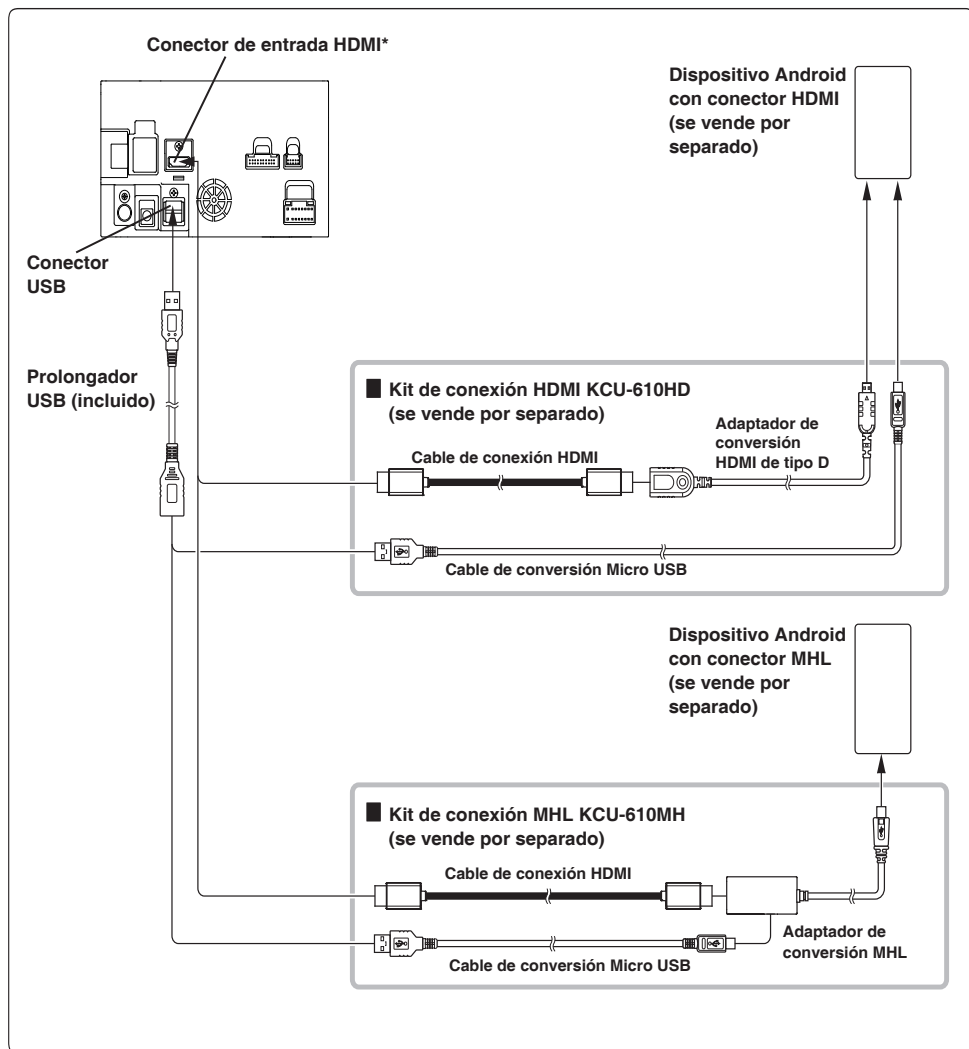 Conector de entrada HDMI*
Dispositivo Android
con conector HDMI
(se vende por
separado)
Conector
USB
Prolongador
USB (incluido)
Kit de conexión HDMI KCU-610HD
(se vende por separado)
Adaptador de
conversión
HDMI de tipo D
Cable de conexión HDMI
Cable de conversión Micro USB
Dispositivo Android
con conector MHL
(se vende por
separado)
Kit de conexión MHL KCU-610MH
(se vende por separado)
Cable de conexión HDMI
Adaptador de
conversión MHL
Cable de conversión Micro USB